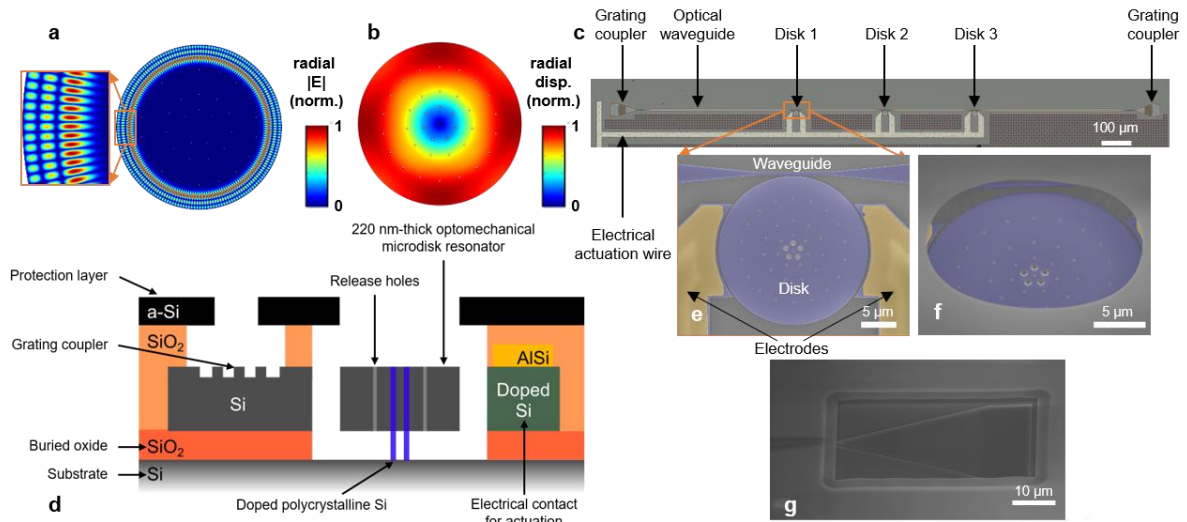 a
radial
|E|
(norm.)
1
0
b
radial
disp.
(norm.)
1
0
c
Grating
coupler
Optical
waveguide
Disk 1
Disk 2
Disk 3
Grating
coupler
100 µm
Electrical
actuation wire
Waveguide
Disk
e
5 µm
Electrodes
f
5 µm
220 nm-thick optomechanical
microdisk resonator
Protection layer
Release holes
a-Si
Grating coupler
SiO2
AlSi
Si
Doped
Si
Buried oxide
SiO2
Substrate
Si
d
Doped polycrystalline Si
Electrical contact
for actuation
g
10 µm